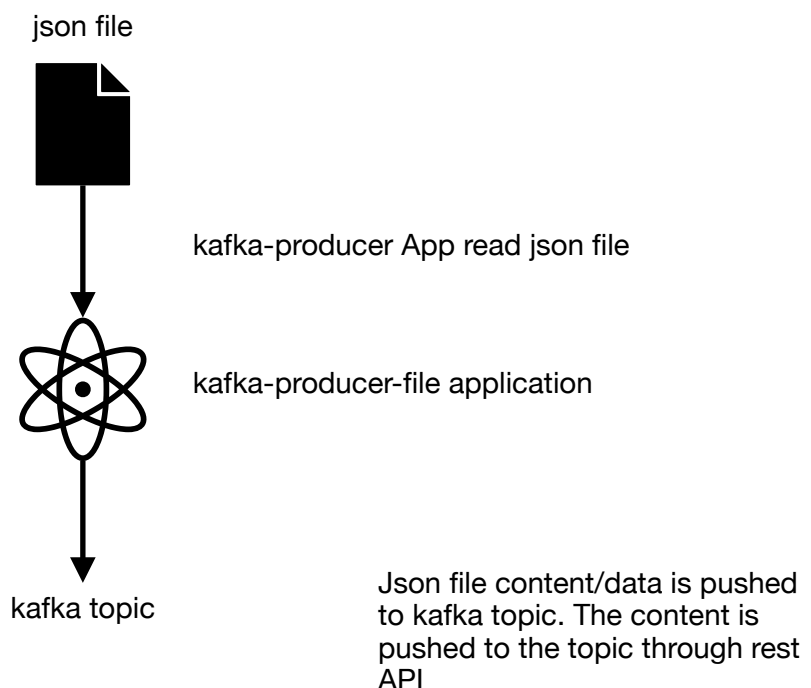 json file
kafka-producer App read json file
kafka-producer-file application
kafka topic
Json file content/data is pushed
to kafka topic. The content is
pushed to the topic through rest
API